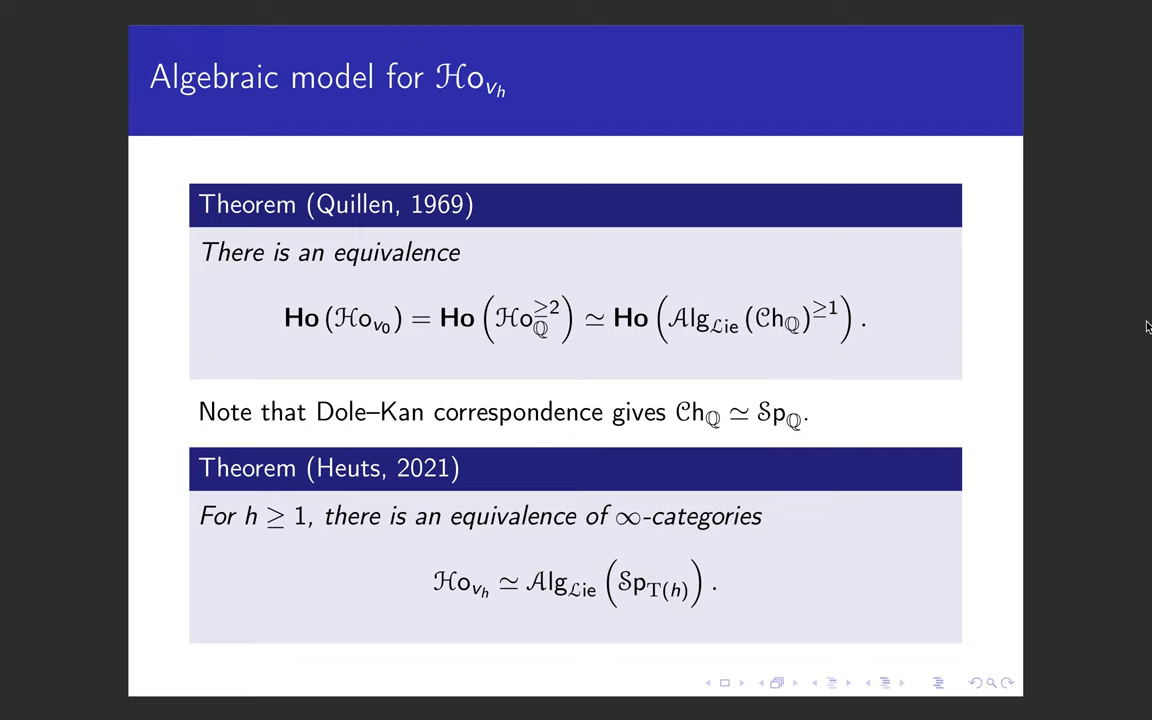 Algebraic model for ℋo_{v_h}
Theorem (Quillen, 1969)
There is an equivalence
Ho (ℋo_{v_0}) = Ho (ℋo_ℚ^{≥2}) ≃ Ho (𝒜lg_{ℒie} (𝒞h_ℚ)^{≥1}) .
Note that Dole–Kan correspondence gives 𝒞h_ℚ ≃ 𝒮p_ℚ.
Theorem (Heuts, 2021)
For h ≥ 1, there is an equivalence of ∞-categories
ℋo_{v_h} ≃ 𝒜lg_{ℒie} (𝒮p_{T(h)}) .